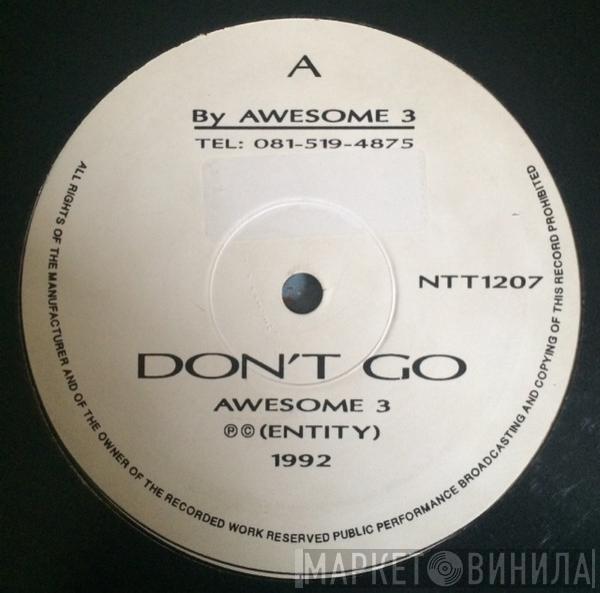 A
By AWESOME 3
TEL: 081-519-4875
NTT1207
DON'T GO
AWESOME 3
℗©(ENTITY)
1992
ALL RIGHTS OF THE MANUFACTURER AND OF THE OWNER OF THE RECORDED WORK RESERVED PUBLIC PERFORMANCE BROADCASTING AND COPYING OF THIS RECORD PROHIBITED
МАРКЕТ ВИНИЛА